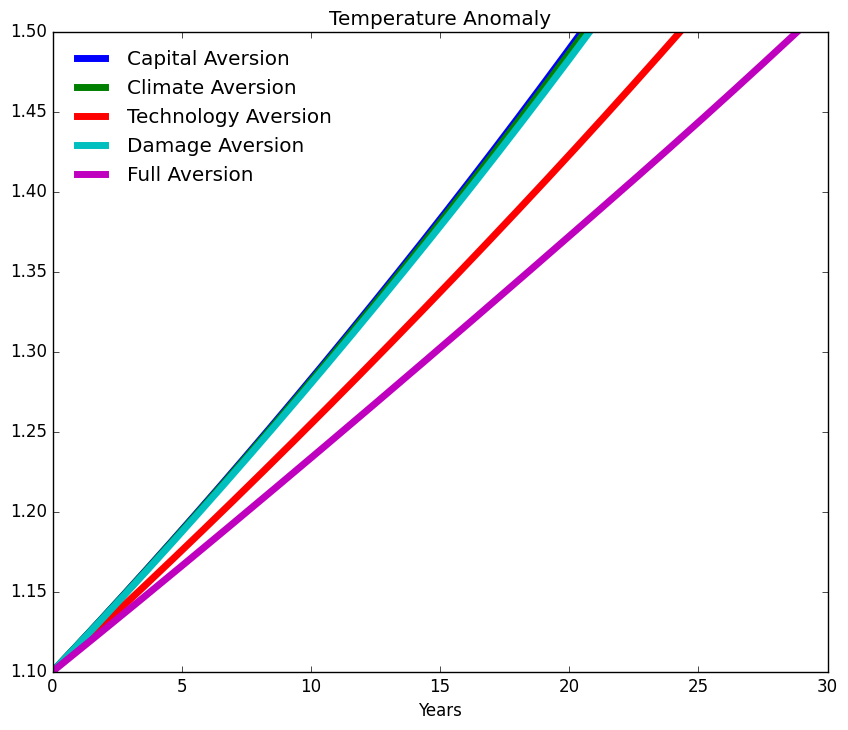 Temperature Anomaly
1.50
1.45
1.40
1.35
1.30
1.25
1.20
1.15
1.10
Capital Aversion
Climate Aversion
Technology Aversion
Damage Aversion
Full Aversion
0 5 10 15 20 25 30
Years